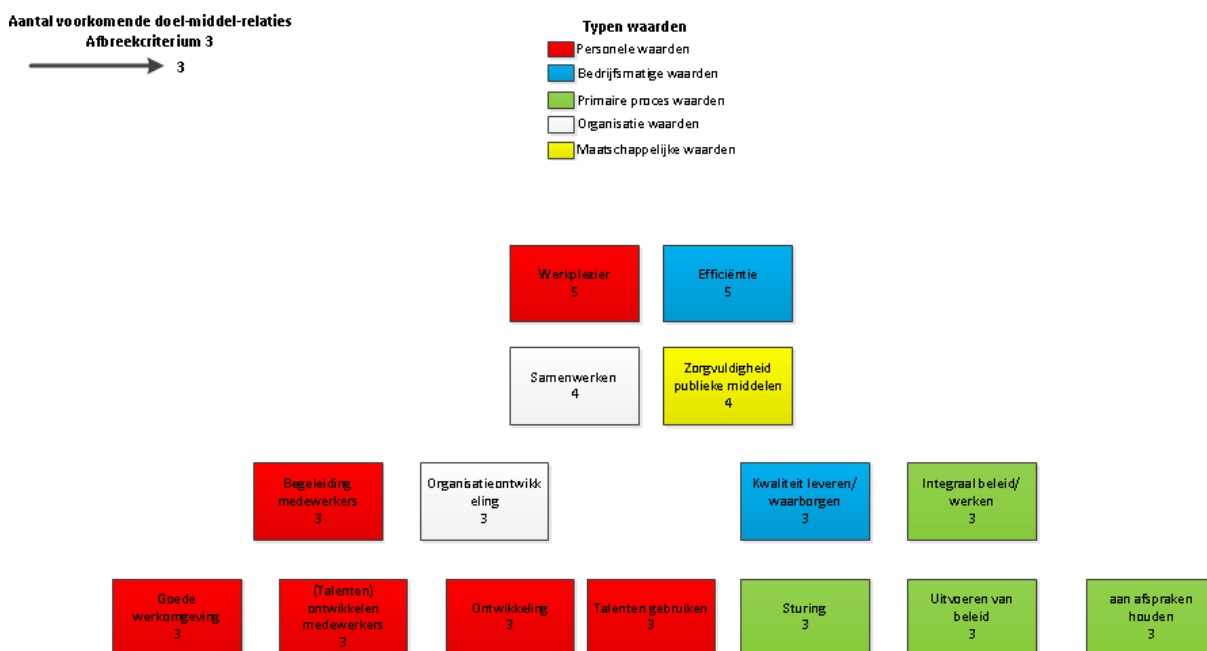 Aantal voorkomende doel-middel-relaties
Afbreekcriterium 3
3
Typen waarden
Personele waarden
Bedrijfsmatige waarden
Primaire proces waarden
Organisatie waarden
Maatschappelijke waarden
Werkplezier
5
Efficiëntie
5
Samenwerken
4
Zorgvuldigheid
publieke middelen
4
Begeleiding
medewerkers
3
Organisatieontwikk
eling
3
Kwaliteit leveren/
waarborgen
3
Integraal beleid/
werken
3
Goede
werkomgeving
3
(Talenten)
ontwikkelen
medewerkers
3
Ontwikkeling
3
Talenten gebruiken
3
Sturing
3
Uitvoeren van
beleid
3
aan afspraken
houden
3